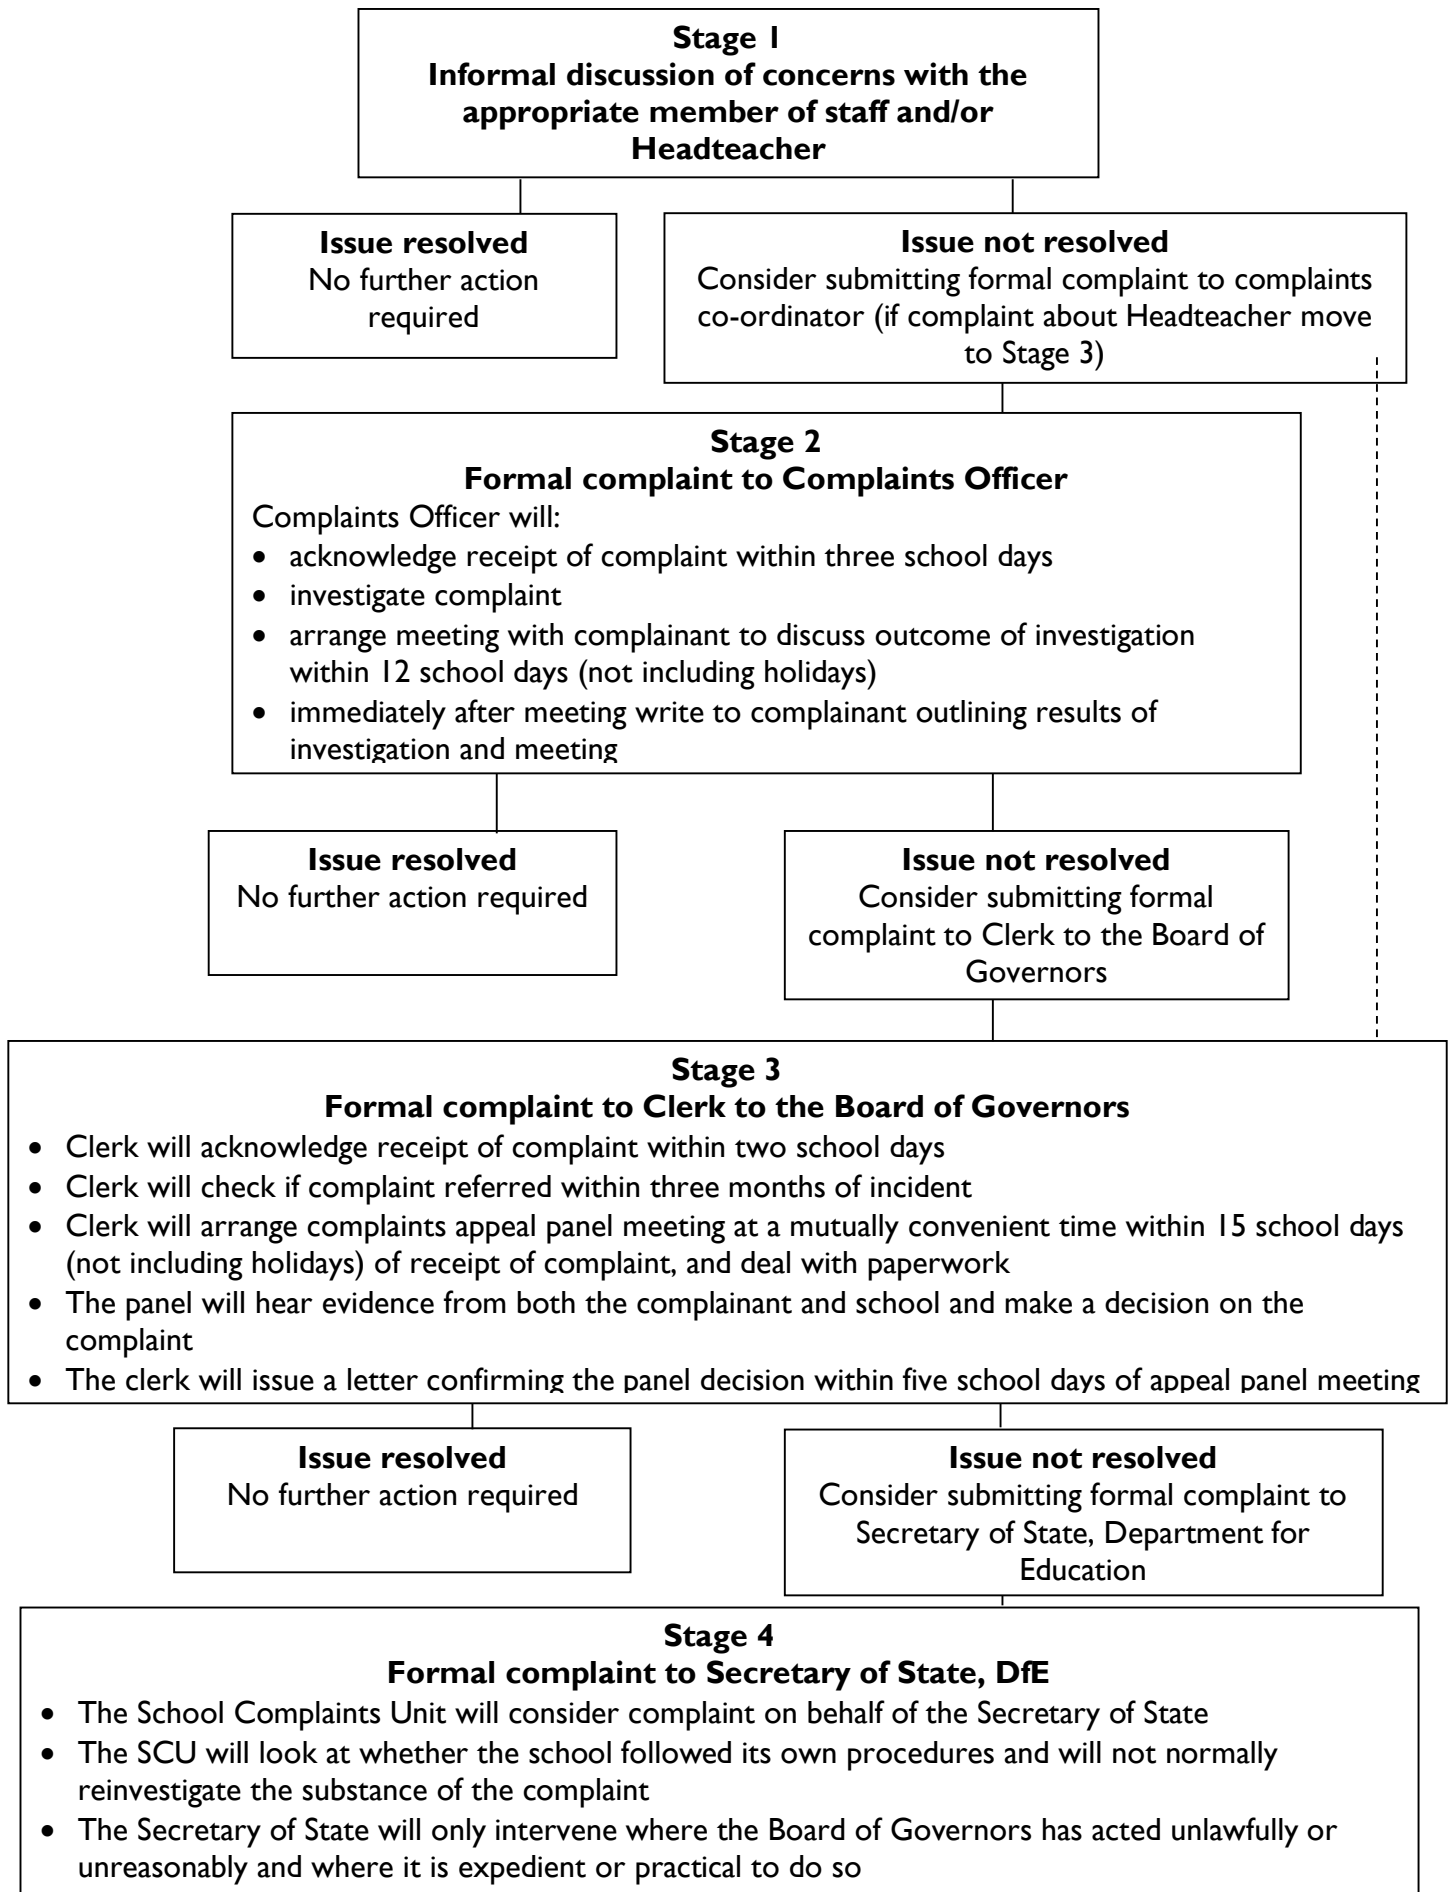 Stage 1
Informal discussion of concerns with the
appropriate member of staff and/or
Headteacher
Issue resolved
No further action
required
Issue not resolved
Consider submitting formal complaint to complaints
co-ordinator (if complaint about Headteacher move
to Stage 3)
Stage 2
Formal complaint to Complaints Officer
Complaints Officer will:
• acknowledge receipt of complaint within three school days
• investigate complaint
• arrange meeting with complainant to discuss outcome of investigation
within 12 school days (not including holidays)
• immediately after meeting write to complainant outlining results of
investigation and meeting
Issue resolved
No further action required
Issue not resolved
Consider submitting formal
complaint to Clerk to the Board of
Governors
Stage 3
Formal complaint to Clerk to the Board of Governors
• Clerk will acknowledge receipt of complaint within two school days
• Clerk will check if complaint referred within three months of incident
• Clerk will arrange complaints appeal panel meeting at a mutually convenient time within 15 school days
(not including holidays) of receipt of complaint, and deal with paperwork
• The panel will hear evidence from both the complainant and school and make a decision on the
complaint
• The clerk will issue a letter confirming the panel decision within five school days of appeal panel meeting
Issue resolved
No further action required
Issue not resolved
Consider submitting formal complaint to
Secretary of State, Department for
Education
Stage 4
Formal complaint to Secretary of State, DfE
• The School Complaints Unit will consider complaint on behalf of the Secretary of State
• The SCU will look at whether the school followed its own procedures and will not normally
reinvestigate the substance of the complaint
• The Secretary of State will only intervene where the Board of Governors has acted unlawfully or
unreasonably and where it is expedient or practical to do so